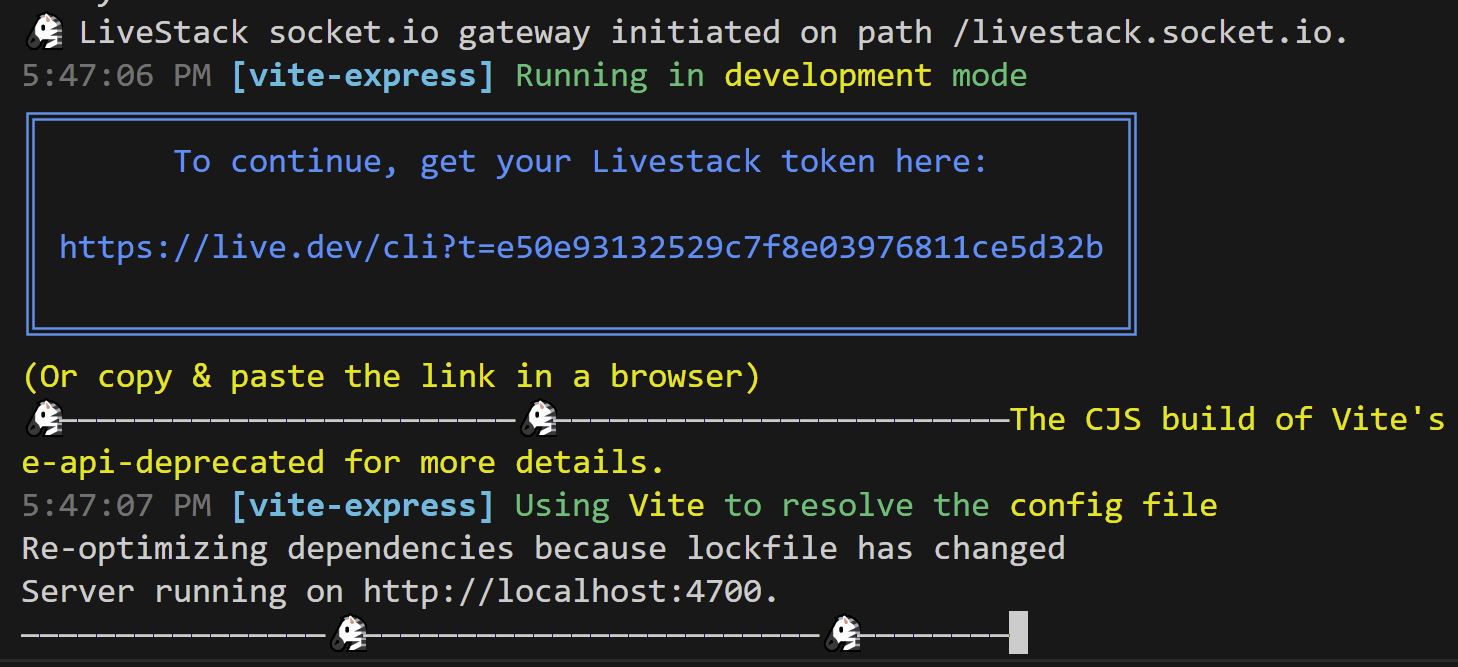 LiveStack socket.io gateway initiated on path /livestack.socket.io.
5:47:06 PM [vite-express] Running in development mode
To continue, get your Livestack token here:
https://live.dev/cli?t=e50e93132529c7f8e03976811ce5d32b
(Or copy & paste the link in a browser)
The CJS build of Vite's
e-api-deprecated for more details.
5:47:07 PM [vite-express] Using Vite to resolve the config file
Re-optimizing dependencies because lockfile has changed
Server running on http://localhost:4700.